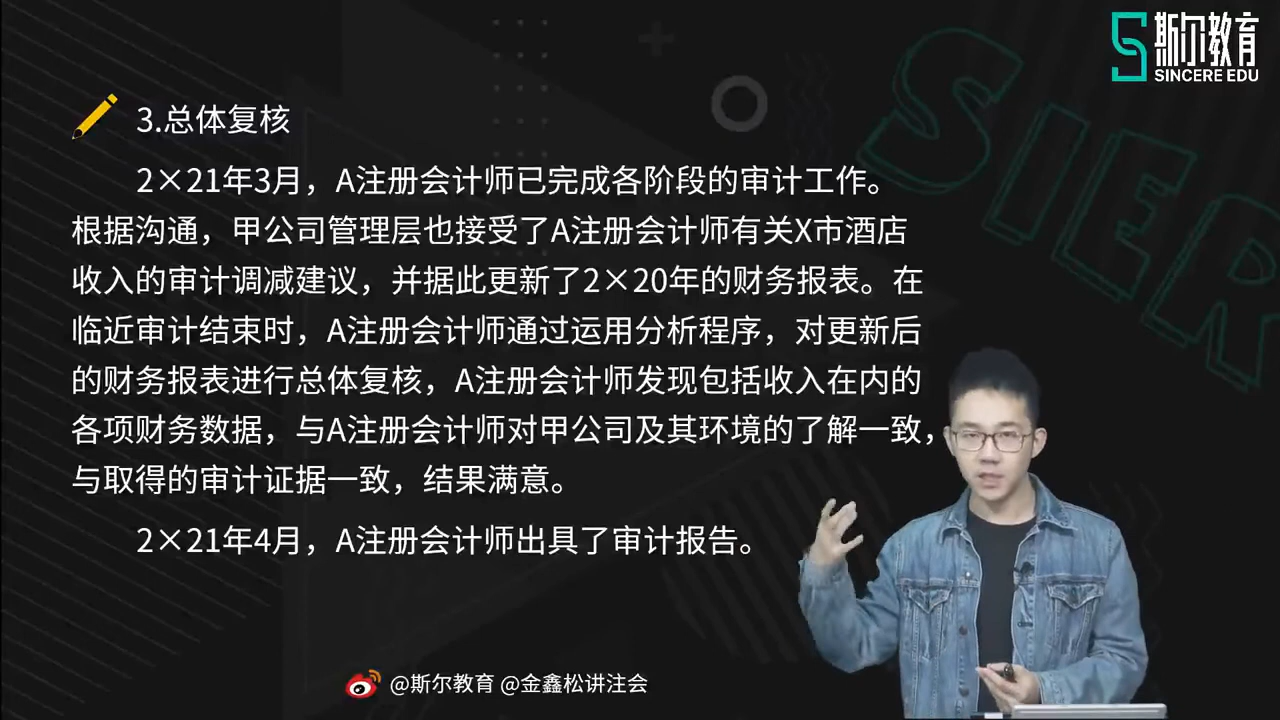 斯尔教育
SINCERE EDU
SIER
3.总体复核
2×21年3月，A注册会计师已完成各阶段的审计工作。
根据沟通，甲公司管理层也接受了A注册会计师有关X市酒店
收入的审计调减建议，并据此更新了2×20年的财务报表。在
临近审计结束时，A注册会计师通过运用分析程序，对更新后
的财务报表进行总体复核，A注册会计师发现包括收入在内的
各项财务数据，与A注册会计师对甲公司及其环境的了解一致，
与取得的审计证据一致，结果满意。
2×21年4月，A注册会计师出具了审计报告。
@斯尔教育 @金鑫松讲注会